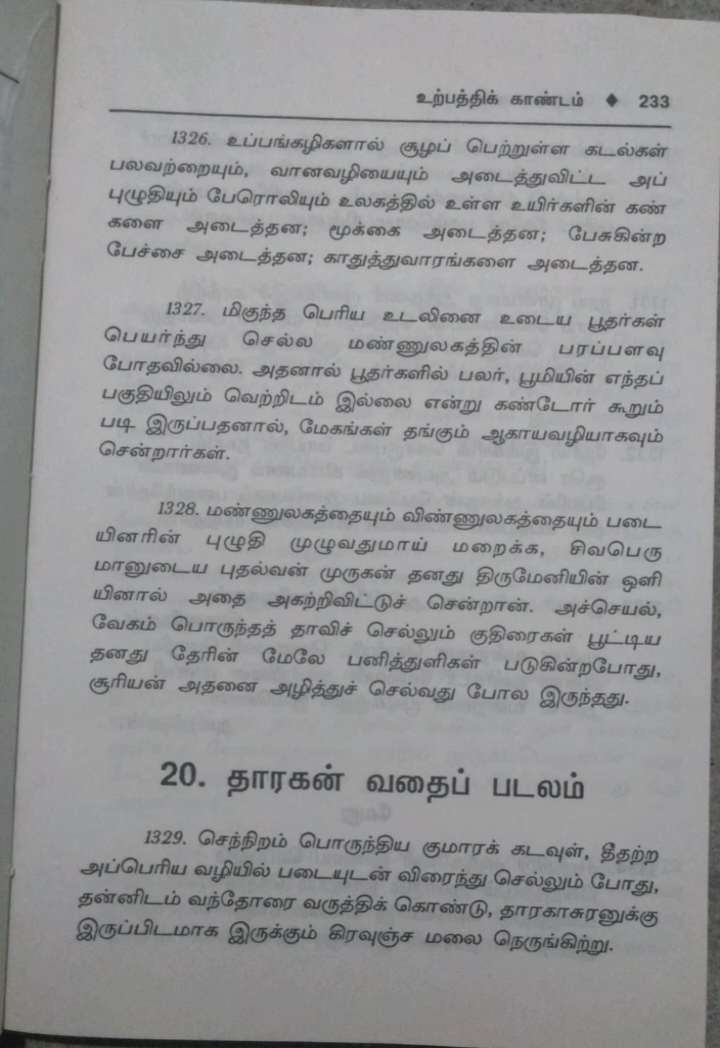 உற்பத்திக் காண்டம் ◆ 233
1326. உப்பங்கழிகளால் சூழப் பெற்றுள்ள கடல்கள்
பலவற்றையும், வானவழியையும் அடைத்துவிட்ட அப்
புழுதியும் பேரொலியும் உலகத்தில் உள்ள உயிர்களின் கண்
களை அடைத்தன; மூக்கை அடைத்தன; பேசுகின்ற
பேச்சை அடைத்தன; காதுத்துவாரங்களை அடைத்தன.
1327. மிகுந்த பெரிய உடலினை உடைய பூதர்கள்
பெயர்ந்து செல்ல மண்ணுலகத்தின் பரப்பளவு
போதவில்லை. அதனால் பூதர்களில் பலர், பூமியின் எந்தப்
பகுதியிலும் வெற்றிடம் இல்லை என்று கண்டோர் கூறும்
படி இருப்பதனால், மேகங்கள் தங்கும் ஆகாயவழியாகவும்
சென்றார்கள்.
1328. மண்ணுலகத்தையும் விண்ணுலகத்தையும் படை
யினரின் புழுதி முழுவதுமாய் மறைக்க, சிவபெரு
மானுடைய புதல்வன் முருகன் தனது திருமேனியின் ஒளி
யினால் அதை அகற்றிவிட்டுச் சென்றான். அச்செயல்,
வேகம் பொருந்தத் தாவிச் செல்லும் குதிரைகள் பூட்டிய
தனது தேரின் மேலே பனித்துளிகள் படுகின்றபோது,
சூரியன் அதனை அழித்துச் செல்வது போல இருந்தது.
20. தாரகன் வதைப் படலம்
1329. செந்நிறம் பொருந்திய குமாரக் கடவுள், தீதற்ற
அப்பெரிய வழியில் படையுடன் விரைந்து செல்லும் போது,
தன்னிடம் வந்தோரை வருத்திக் கொண்டு, தாரகாசுரனுக்கு
இருப்பிடமாக இருக்கும் கிரவுஞ்ச மலை நெருங்கிற்று.